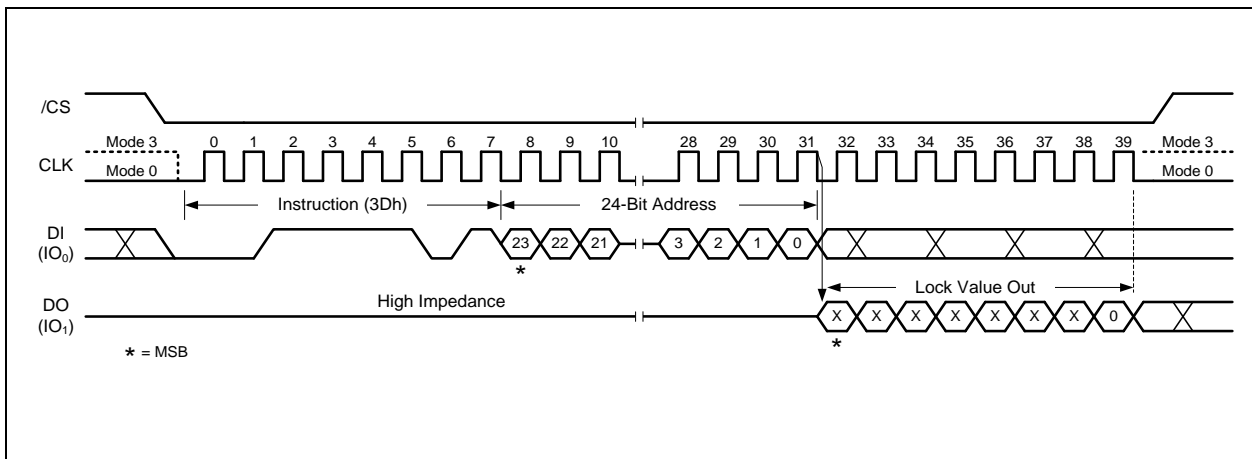 /CS
Mode 3 0 1 2 3 4 5 6 7 8 9 10 28 29 30 31 32 33 34 35 36 37 38 39 Mode 3
CLK
Mode 0 Mode 0
Instruction (3Dh) 24-Bit Address
DI
(IO₀)
23 22 21 3 2 1 0
*
Lock Value Out
High Impedance
DO
(IO₁)
X X X X X X X 0
*
* = MSB